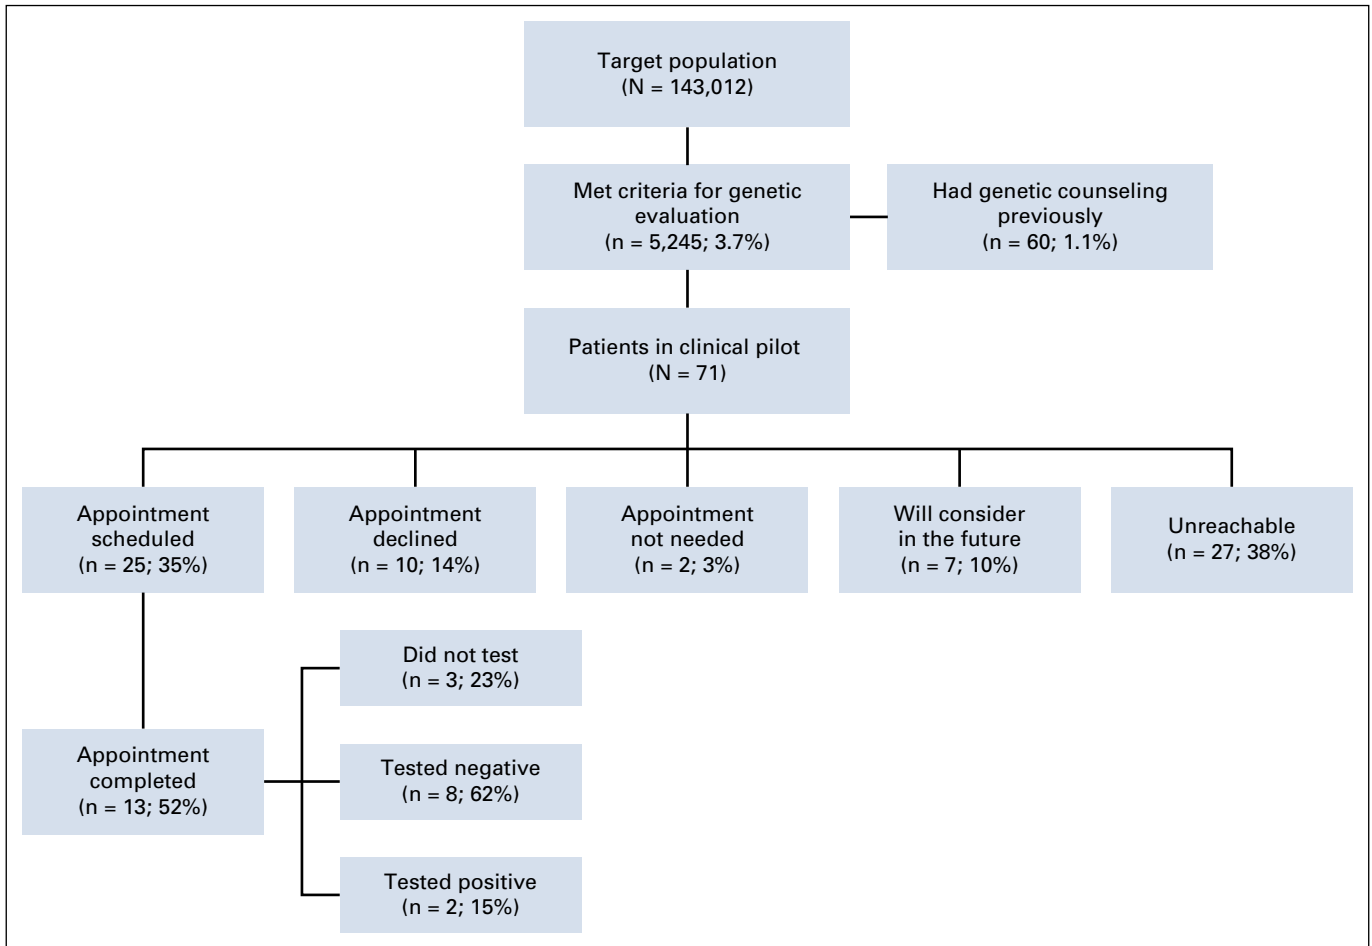 Target population
(N = 143,012)
Met criteria for genetic
evaluation
(n = 5,245; 3.7%)
Had genetic counseling
previously
(n = 60; 1.1%)
Patients in clinical pilot
(N = 71)
Appointment
scheduled
(n = 25; 35%)
Appointment
declined
(n = 10; 14%)
Appointment
not needed
(n = 2; 3%)
Will consider
in the future
(n = 7; 10%)
Unreachable
(n = 27; 38%)
Did not test
(n = 3; 23%)
Appointment
completed
(n = 13; 52%)
Tested negative
(n = 8; 62%)
Tested positive
(n = 2; 15%)